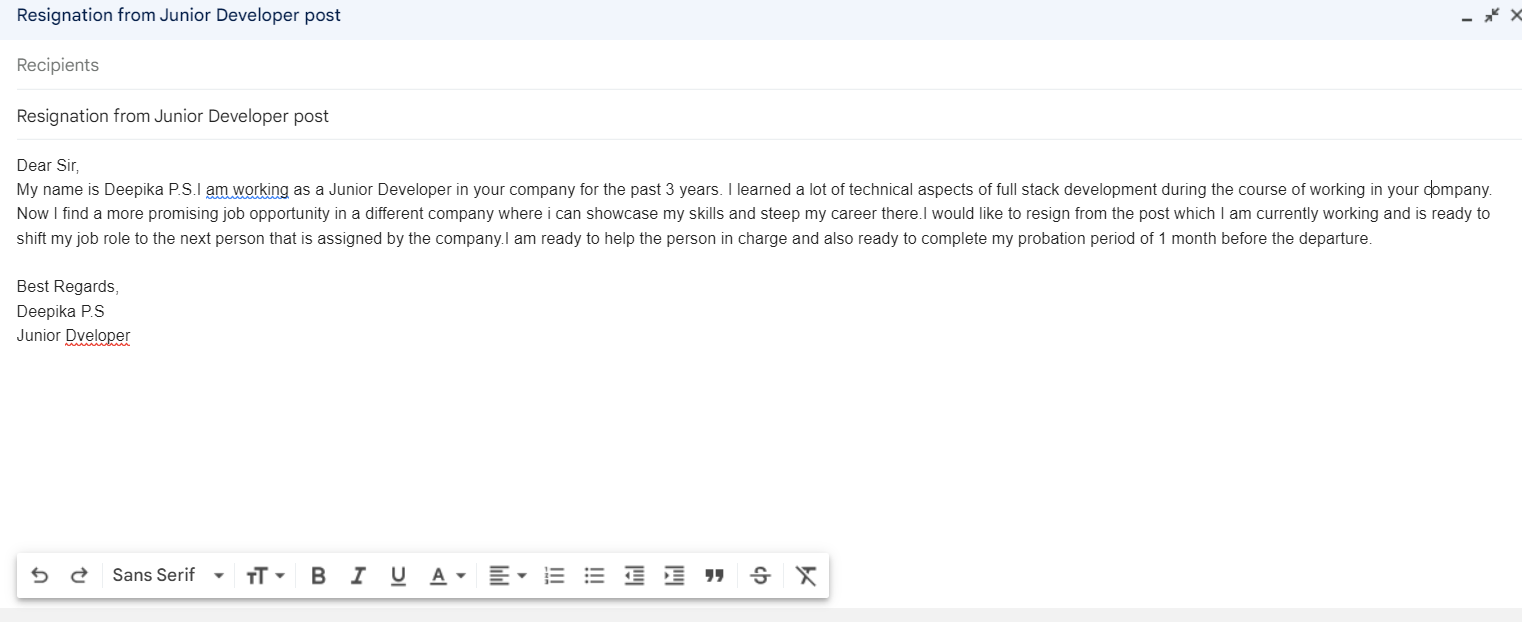 Resignation from Junior Developer post
Recipients
Resignation from Junior Developer post
Dear Sir,
My name is Deepika P.S.I am working as a Junior Developer in your company for the past 3 years. I learned a lot of technical aspects of full stack development during the course of working in your company.
Now I find a more promising job opportunity in a different company where i can showcase my skills and steep my career there.I would like to resign from the post which I am currently working and is ready to
shift my job role to the next person that is assigned by the company.I am ready to help the person in charge and also ready to complete my probation period of 1 month before the departure.
Best Regards,
Deepika P.S
Junior Dveloper
Sans Serif